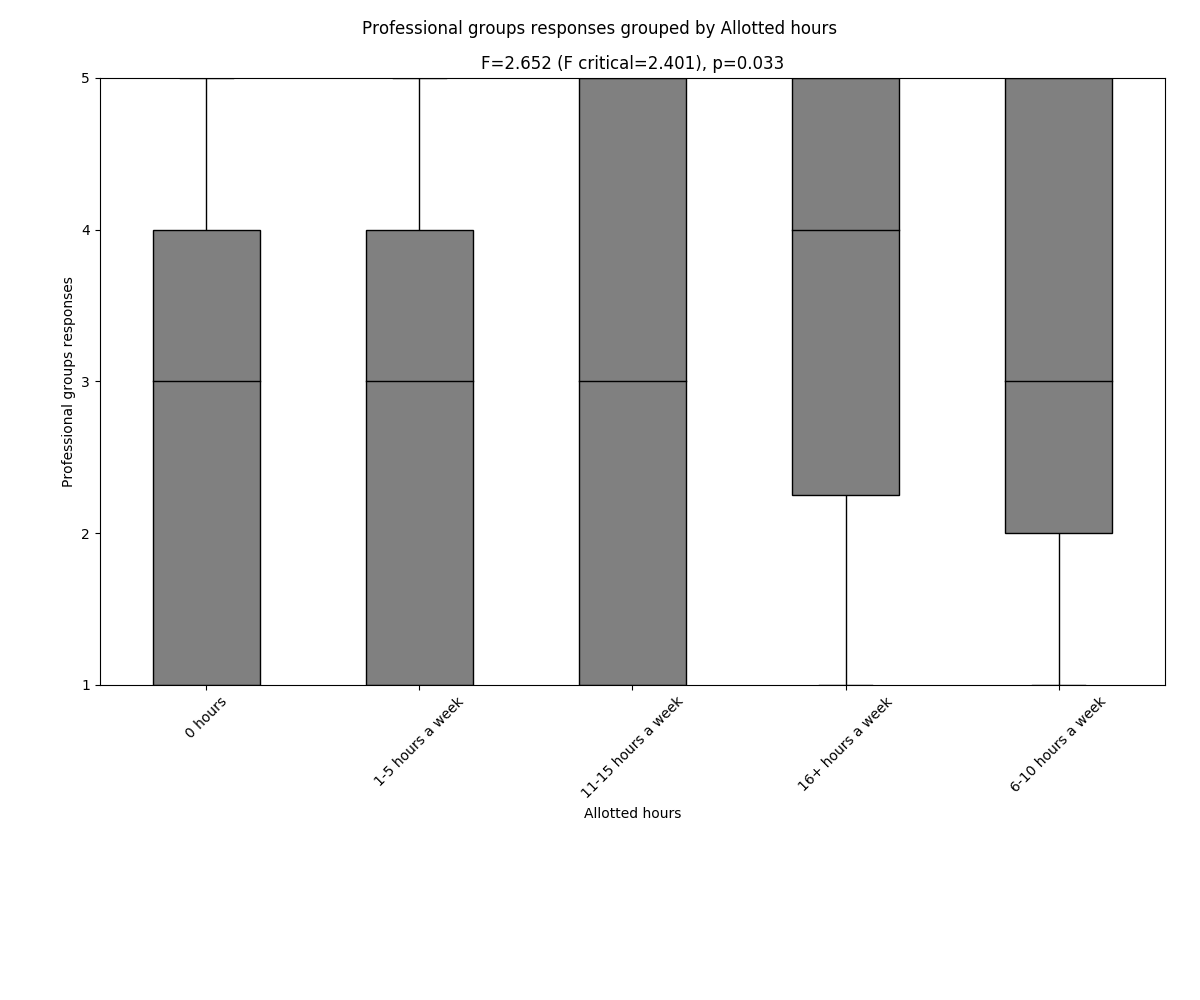 Professional groups responses grouped by Allotted hours
F=2.652 (F critical=2.401), p=0.033
5
4
3
2
1
Professional groups responses
0 hours
1-5 hours a week
11-15 hours a week
16+ hours a week
6-10 hours a week
Allotted hours